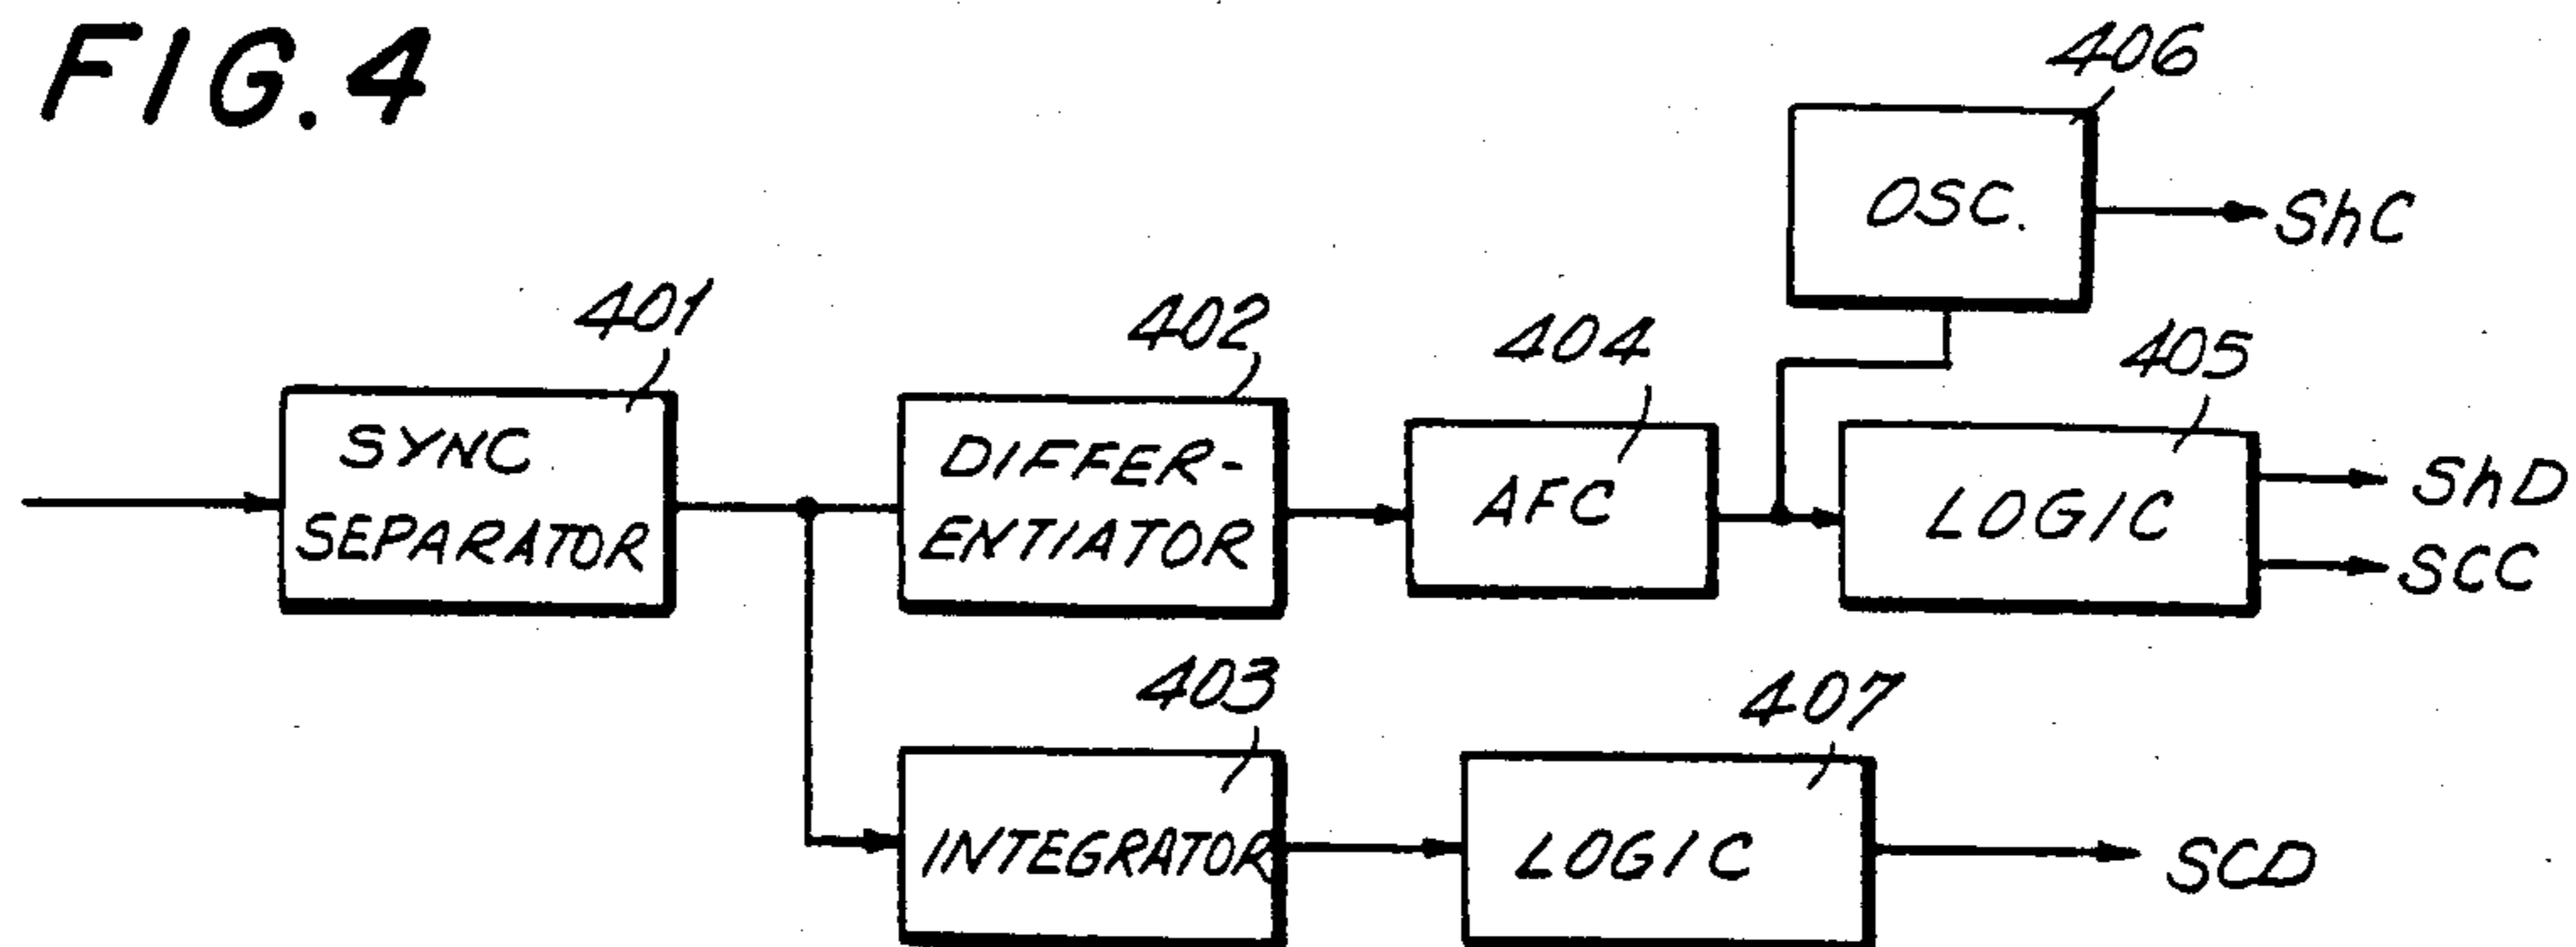 FIG. 4
406
OSC.
ShC
401
SYNC
SEPARATOR
402
DIFFER-
ENTIATOR
404
AFC
405
LOGIC
ShD
SCC
403
INTEGRATOR
407
LOGIC
SCD